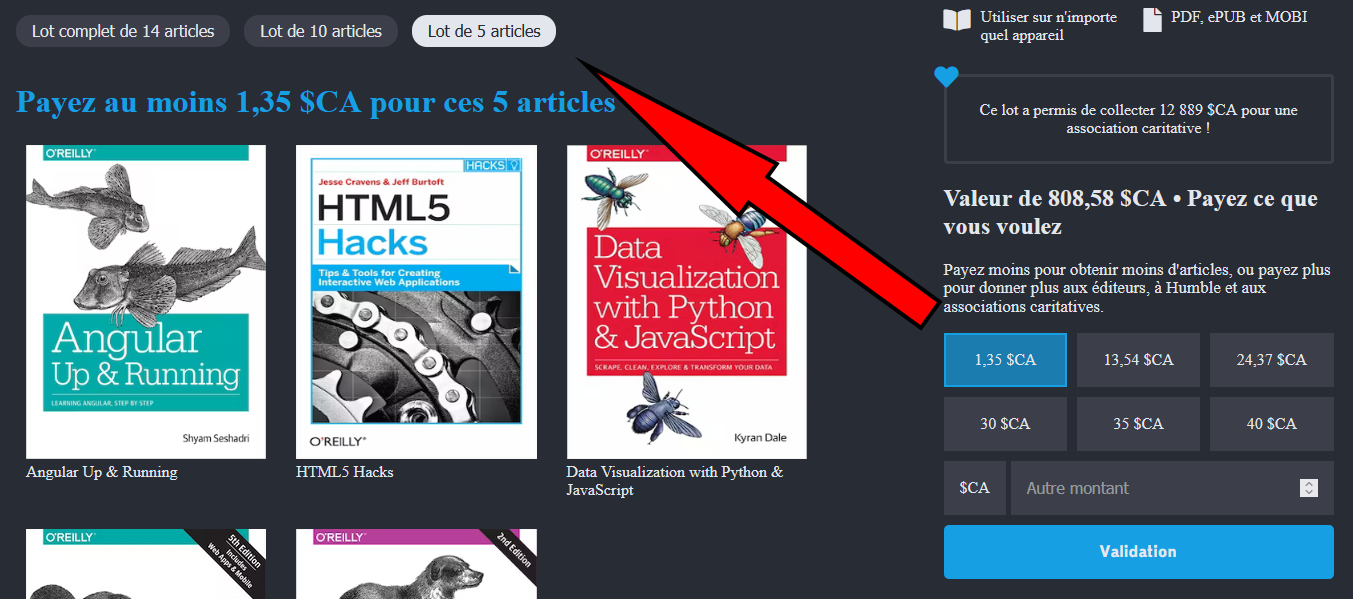 Lot complet de 14 articles
Lot de 10 articles
Lot de 5 articles
Payez au moins 1,35 $CA pour ces 5 articles
O'REILLY®
Angular
Up & Running
LEARNING ANGULAR, STEP BY STEP
Shyam Seshadri
Angular Up & Running
HACKS
Jesse Cravens & Jeff Burtoft
HTML5
Hacks
Tips & Tools for Creating
Interactive Web Applications
O'REILLY®
HTML5 Hacks
O'REILLY®
Data
Visualization
with Python
& JavaScript
SCRAPE, CLEAN, EXPLORE & TRANSFORM YOUR DATA
Kyran Dale
Data Visualization with Python &
JavaScript
O'REILLY®
5th Edition
Includes
Web Apps & Mobile
O'REILLY®
2nd Edition
Utiliser sur n'importe
quel appareil
PDF, ePUB et MOBI
Ce lot a permis de collecter 12 889 $CA pour une
association caritative !
Valeur de 808,58 $CA • Payez ce que
vous voulez
Payez moins pour obtenir moins d'articles, ou payez plus
pour donner plus aux éditeurs, à Humble et aux
associations caritatives.
1,35 $CA
13,54 $CA
24,37 $CA
30 $CA
35 $CA
40 $CA
$CA
Autre montant
Validation